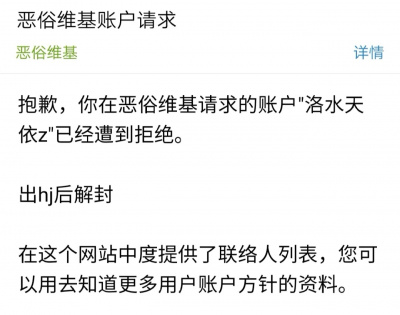 恶俗维基账户请求
恶俗维基
详情
抱歉，你在恶俗维基请求的账户"洛水天
依z"已经遭到拒绝。
出hj后解封
在这个网站中度提供了联络人列表，您可
以用去知道更多用户账户方针的资料。